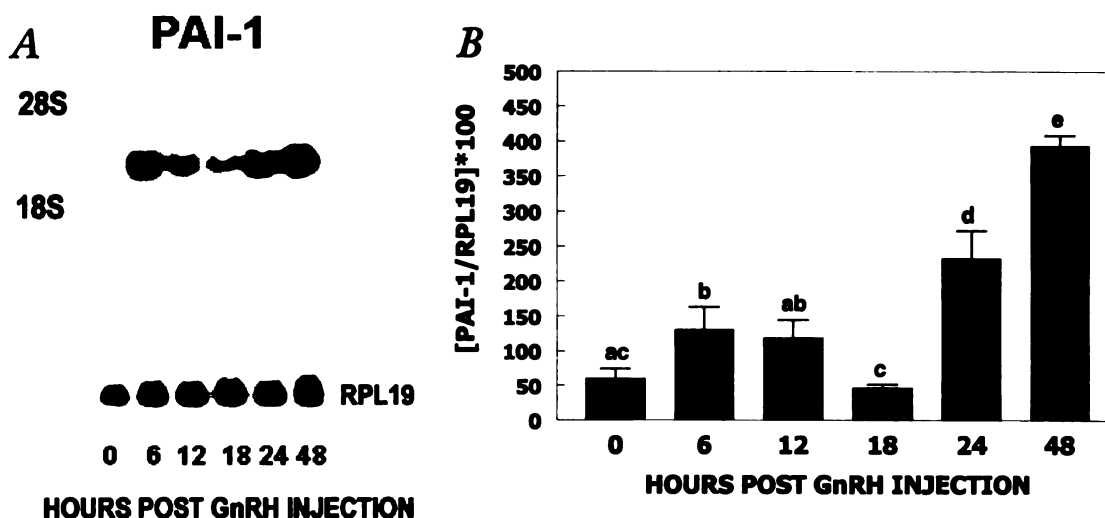 A
PAI-1
28S
18S
RPL19
0 6 12 18 24 48
HOURS POST GnRH INJECTION
B
[PAI-1/RPL19]*100
500
450
400
350
300
250
200
150
100
50
0
ac
b
ab
c
d
e
0 6 12 18 24 48
HOURS POST GnRH INJECTION